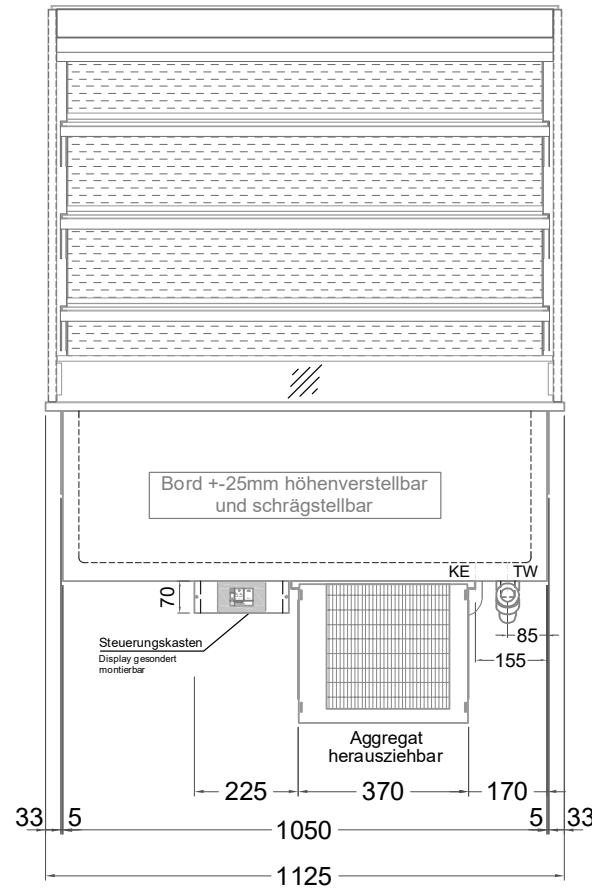 Bord +-25mm höhenverstellbar
und schrägstellbar
KE
TW
70
85
Steuerungskasten
Display gesondert
montierbar
155
Aggregat
herausziehbar
225
370
170
33
5
1050
5
33
1125